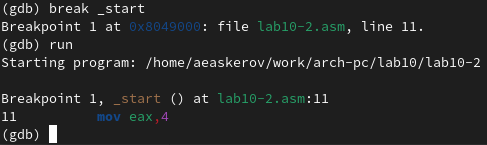 (gdb) break _start
Breakpoint 1 at 0x8049000: file lab10-2.asm, line 11.
(gdb) run
Starting program: /home/aeaskerov/work/arch-pc/lab10/lab10-2
Breakpoint 1, _start () at lab10-2.asm:11
11 mov eax,4
(gdb)